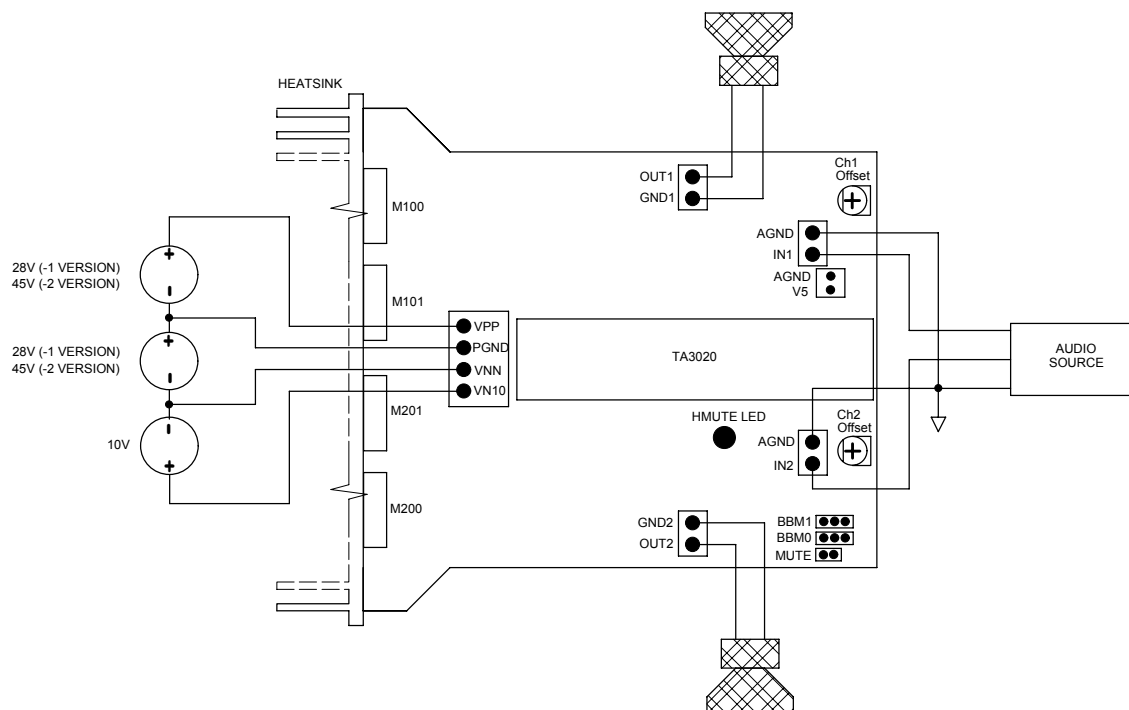 HEATSINK
OUT1
GND1
Ch1
Offset
M100
AGND
IN1
28V (-1 VERSION)
45V (-2 VERSION)
+
-
M101
AGND
V5
VPP
PGND
VNN
VN10
TA3020
AUDIO
SOURCE
28V (-1 VERSION)
45V (-2 VERSION)
+
-
M201
HMUTE LED
Ch2
Offset
AGND
IN2
10V
-
+
M200
GND2
OUT2
BBM1
BBM0
MUTE